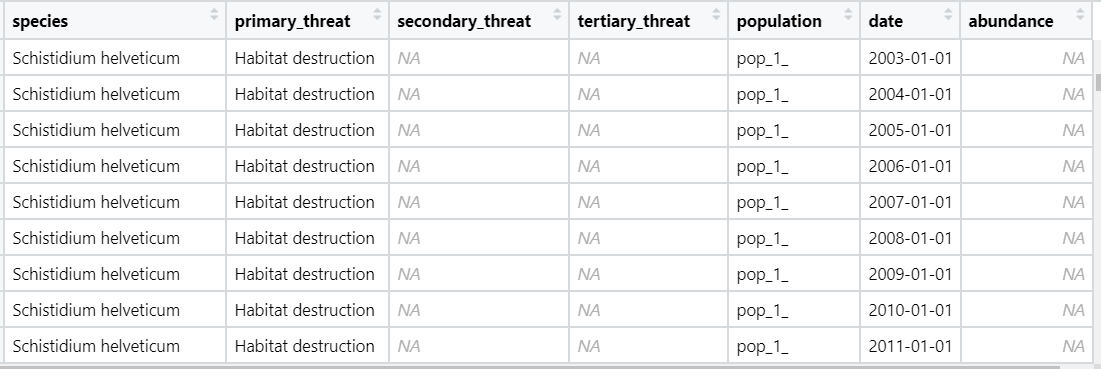 species primary_threat secondary_threat tertiary_threat population date abundance
Schistidium helveticum Habitat destruction NA NA pop_1_ 2003-01-01 NA
Schistidium helveticum Habitat destruction NA NA pop_1_ 2004-01-01 NA
Schistidium helveticum Habitat destruction NA NA pop_1_ 2005-01-01 NA
Schistidium helveticum Habitat destruction NA NA pop_1_ 2006-01-01 NA
Schistidium helveticum Habitat destruction NA NA pop_1_ 2007-01-01 NA
Schistidium helveticum Habitat destruction NA NA pop_1_ 2008-01-01 NA
Schistidium helveticum Habitat destruction NA NA pop_1_ 2009-01-01 NA
Schistidium helveticum Habitat destruction NA NA pop_1_ 2010-01-01 NA
Schistidium helveticum Habitat destruction NA NA pop_1_ 2011-01-01 NA